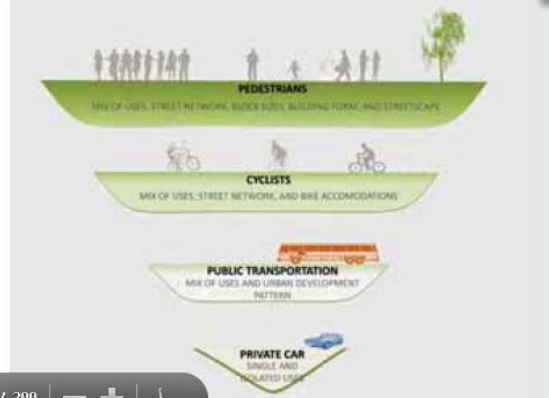 PEDESTRIANS
MIX OF USES, STREET NETWORK, BLOCK SIZES, BUILDING FORM, AND STREETSCAPE
CYCLISTS
MIX OF USES, STREET NETWORK, AND BIKE ACCOMODATIONS
PUBLIC TRANSPORTATION
MIX OF USES AND URBAN DEVELOPMENT
PATTERN
PRIVATE CAR
SINGLE AND
ISOLATED USES